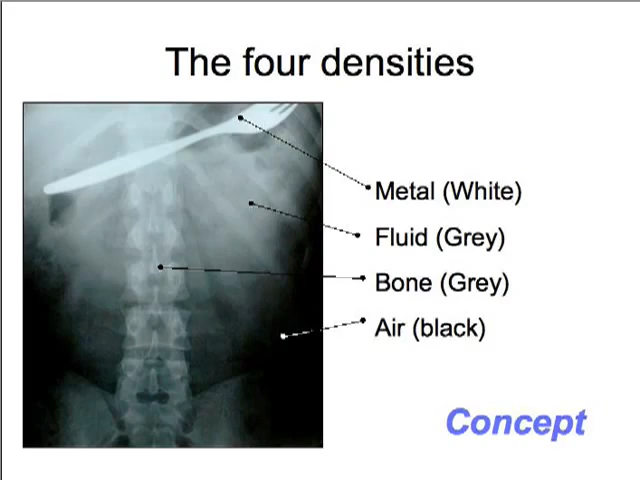 The four densities
Metal (White)
Fluid (Grey)
Bone (Grey)
Air (black)
Concept